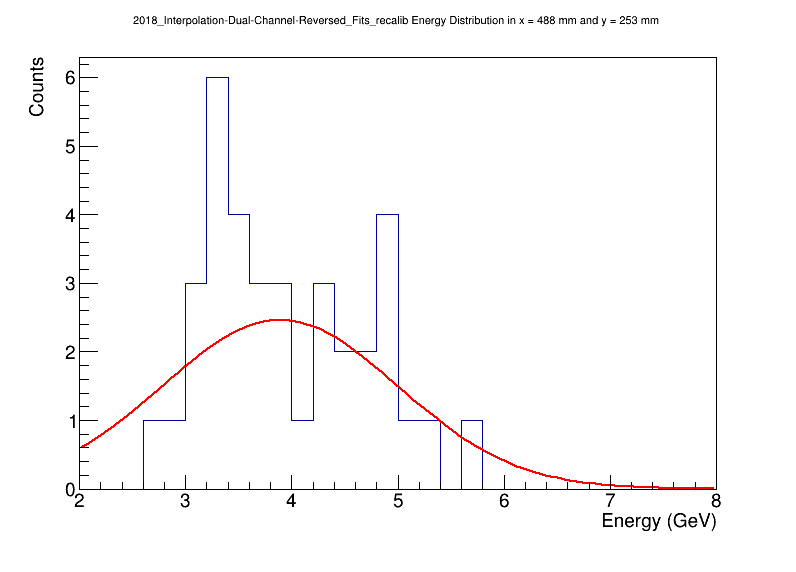 2018_Interpolation-Dual-Channel-Reversed_Fits_recalib Energy Distribution in x = 488 mm and y = 253 mm
Counts
6
5
4
3
2
1
0
2 3 4 5 6 7 8
Energy (GeV)